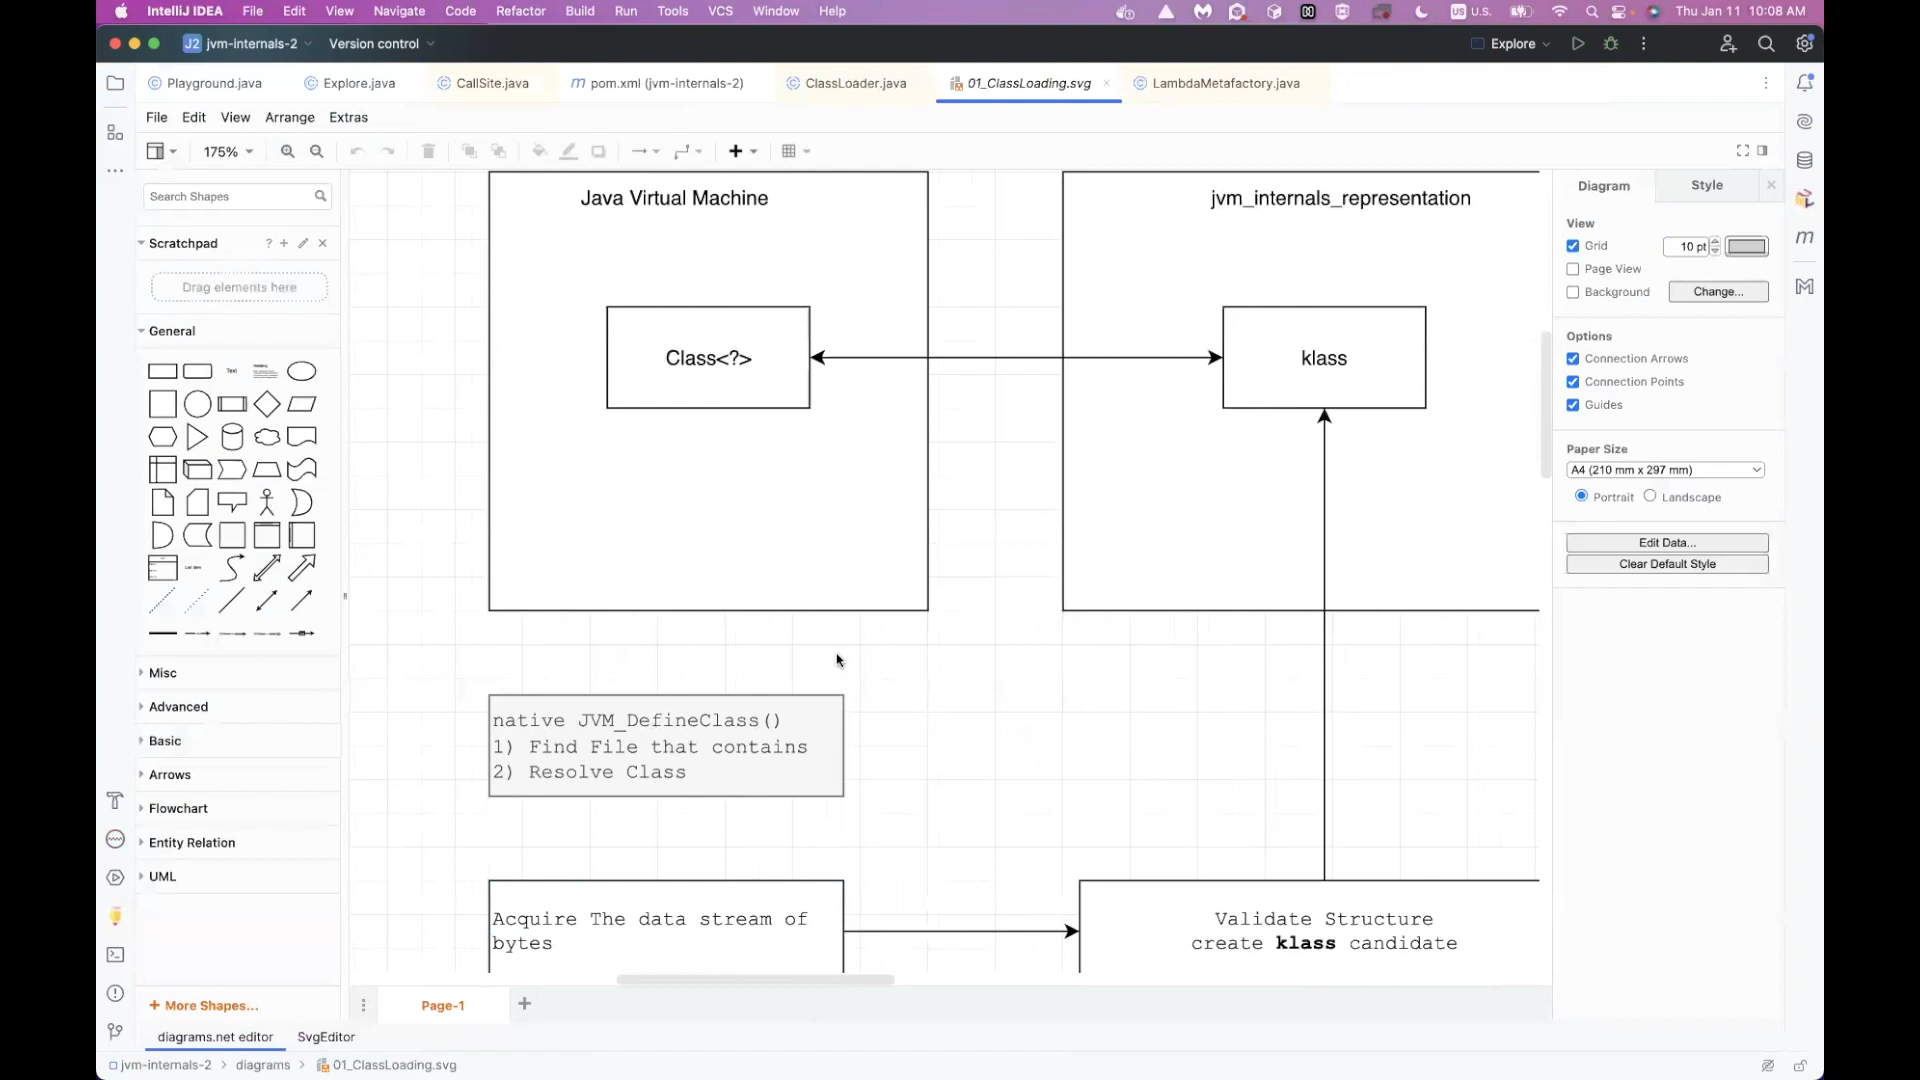 IntelliJ IDEA File Edit View Navigate Code Refactor Build Run Tools VCS Window Help US U.S. Thu Jan 11 10:08 AM
J2 jvm-internals-2 Version control Explore
Playground.java Explore.java CallSite.java m pom.xml (jvm-internals-2) ClassLoader.java 01_ClassLoading.svg LambdaMetafactory.java
File Edit View Arrange Extras
175%
Search Shapes
Scratchpad ? + ×
Drag elements here
General
Text
Heading
List Item
Misc
Advanced
Basic
Arrows
Flowchart
Entity Relation
UML
+ More Shapes...
Java Virtual Machine
Class<?>
jvm_internals_representation
klass
native JVM_DefineClass()
1) Find File that contains
2) Resolve Class
Acquire The data stream of
bytes
Validate Structure
create klass candidate
Diagram Style
View
Grid 10 pt
Page View
Background Change...
Options
Connection Arrows
Connection Points
Guides
Paper Size
A4 (210 mm x 297 mm)
Portrait Landscape
Edit Data...
Clear Default Style
m
Page-1 +
diagrams.net editor SvgEditor
jvm-internals-2 > diagrams > 01_ClassLoading.svg